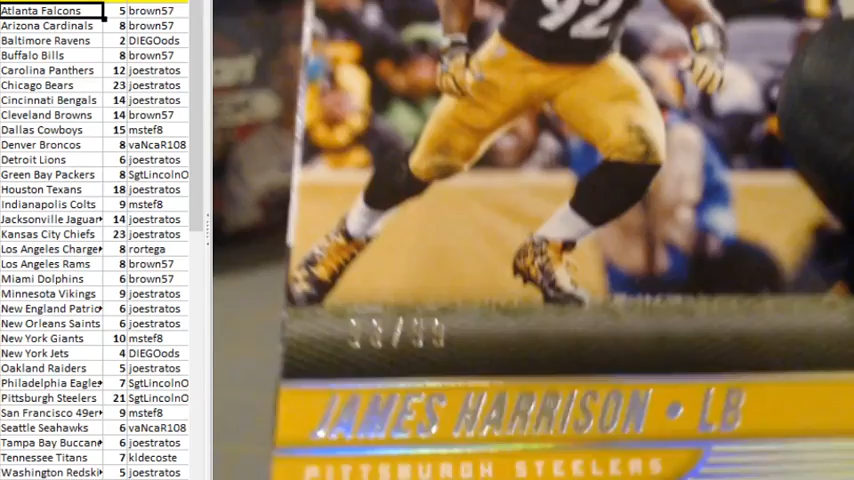 Atlanta Falcons 5 brown57
Arizona Cardinals 8 brown57
Baltimore Ravens 2 DIEGOods
Buffalo Bills 8 brown57
Carolina Panthers 12 joestratos
Chicago Bears 23 joestratos
Cincinnati Bengals 14 joestratos
Cleveland Browns 14 brown57
Dallas Cowboys 15 mstef8
Denver Broncos 8 vaNcaR108
Detroit Lions 6 joestratos
Green Bay Packers 8 SgtLincolnO
Houston Texans 18 joestratos
Indianapolis Colts 9 mstef8
Jacksonville Jaguar 14 joestratos
Kansas City Chiefs 23 joestratos
Los Angeles Charge 8 rortega
Los Angeles Rams 8 brown57
Miami Dolphins 6 brown57
Minnesota Vikings 9 joestratos
New England Patrio 6 joestratos
New Orleans Saints 6 joestratos
New York Giants 10 mstef8
New York Jets 4 DIEGOods
Oakland Raiders 5 joestratos
Philadelphia Eagle 7 SgtLincolnO
Pittsburgh Steelers 21 SgtLincolnO
San Francisco 49er 9 mstef8
Seattle Seahawks 6 vaNcaR108
Tampa Bay Buccan 6 joestratos
Tennessee Titans 7 kldecoste
Washington Redski 5 joestratos
92
JAMES HARRISON • LB
PITTSBURGH STEELERS